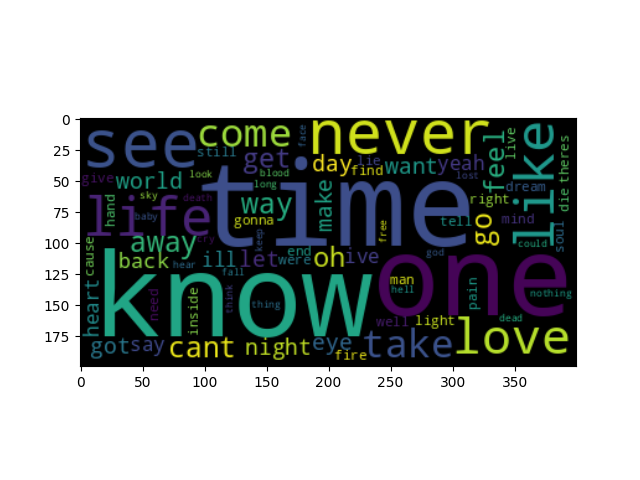 0
25
50
75
100
125
150
175
0 50 100 150 200 250 300 350
see come never like
still get day lie want yeah feel live
face find
give world look blood long time lost dream die theres
sky death right
life hand baby way gonna make free go tell mind could soul
cry keep
cause away
back hear ill let were end oh ive god one
fall
know think thing man hell pain nothing
heart need inside well light dead
got say cant night eye fire take love